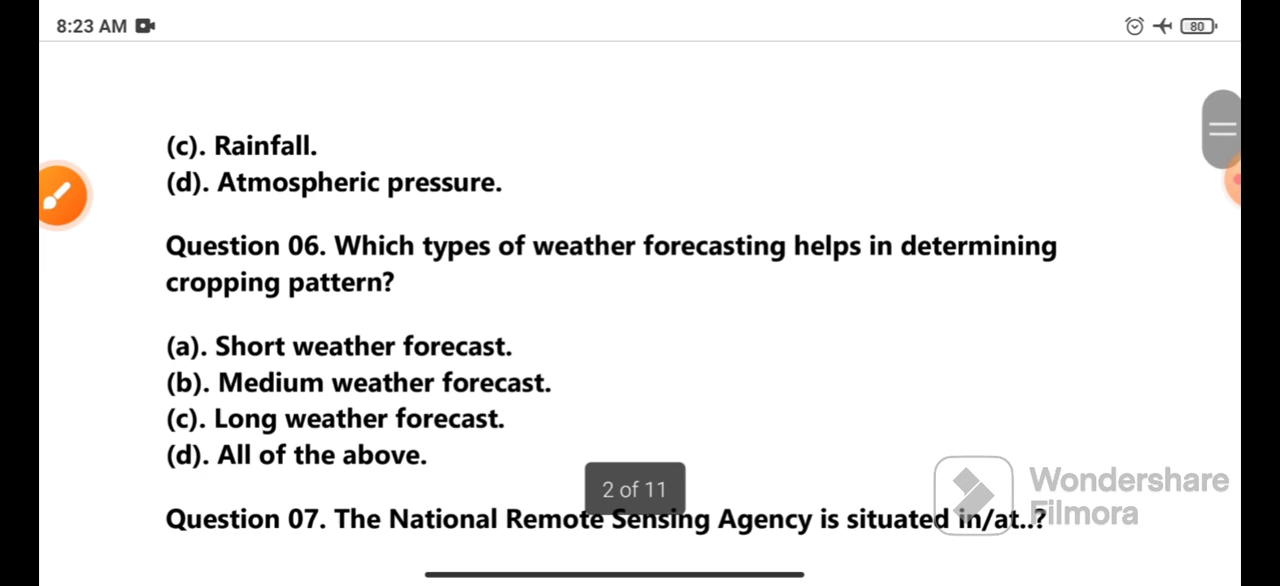 8:23 AM
80
(c). Rainfall.
(d). Atmospheric pressure.
Question 06. Which types of weather forecasting helps in determining
cropping pattern?
(a). Short weather forecast.
(b). Medium weather forecast.
(c). Long weather forecast.
(d). All of the above.
2 of 11
Wondershare
Filmora
Question 07. The National Remote Sensing Agency is situated in/at..?